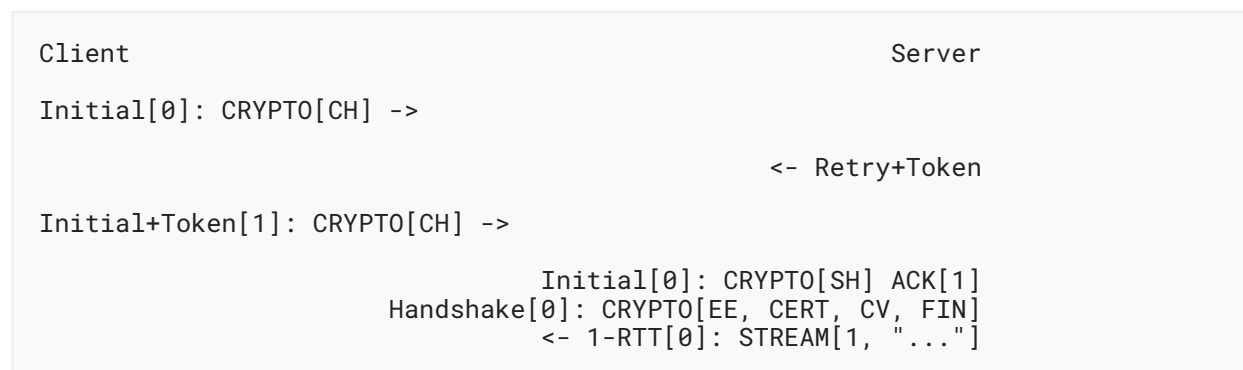 Client Server
Initial[0]: CRYPTO[CH] ->
<- Retry+Token
Initial+Token[1]: CRYPTO[CH] ->
Initial[0]: CRYPTO[SH] ACK[1]
Handshake[0]: CRYPTO[EE, CERT, CV, FIN]
<- 1-RTT[0]: STREAM[1, "..."]